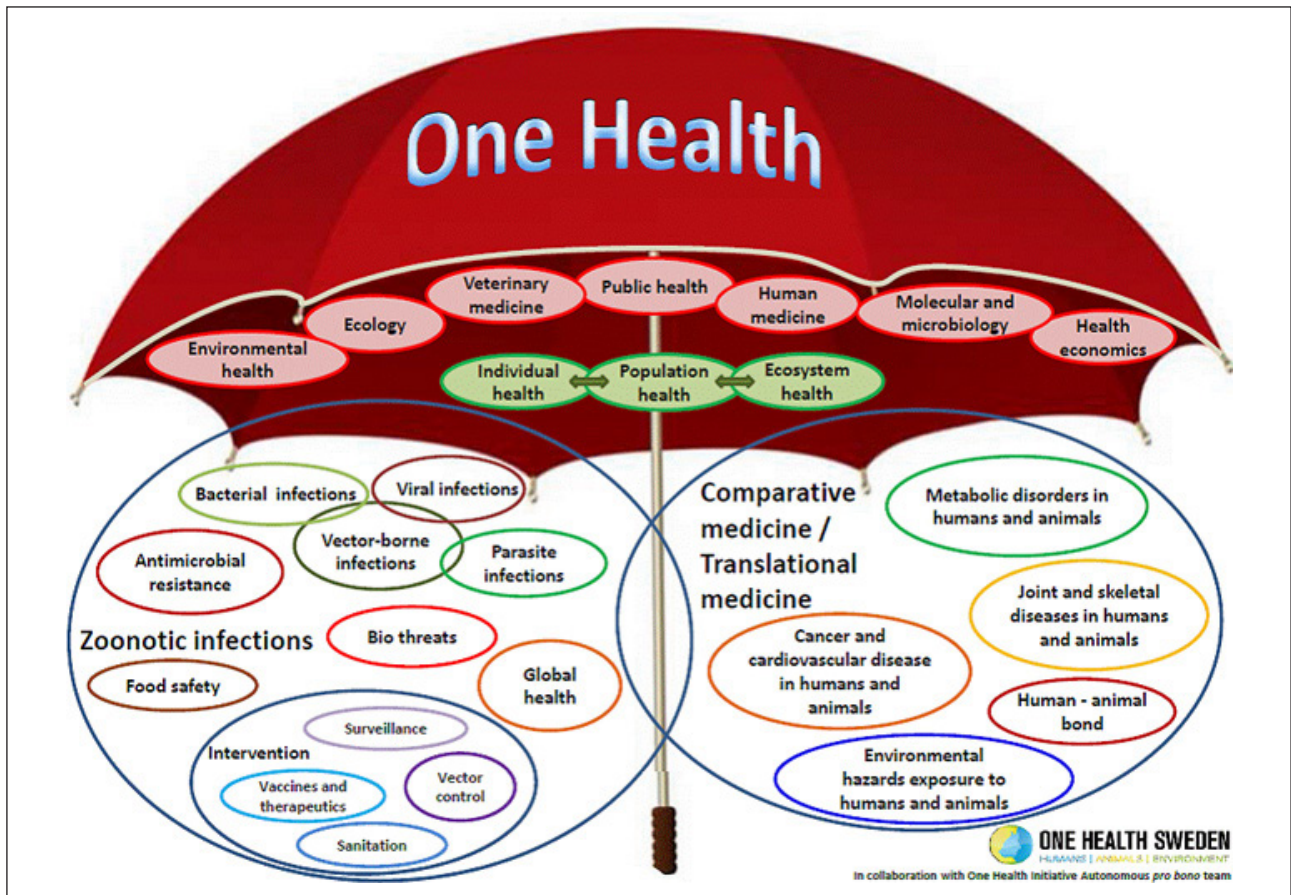 One Health
Public health
Veterinary
medicine
Human
medicine
Ecology
Molecular and
microbiology
Environmental
health
Health
economics
Individual
health
Population
health
Ecosystem
health
Bacterial infections
Viral infections
Vector-borne
infections
Parasite
infections
Antimicrobial
resistance
Zoonotic infections
Bio threats
Food safety
Global
health
Surveillance
Intervention
Vaccines and
therapeutics
Vector
control
Sanitation
Comparative
medicine /
Translational
medicine
Metabolic disorders in
humans and animals
Joint and skeletal
diseases in humans
and animals
Cancer and
cardiovascular disease
in humans and
animals
Human - animal
bond
Environmental
hazards exposure to
humans and animals
ONE HEALTH SWEDEN
HUMANS | ANIMALS | ENVIRONMENT
In collaboration with One Health Initiative Autonomous pro bono team